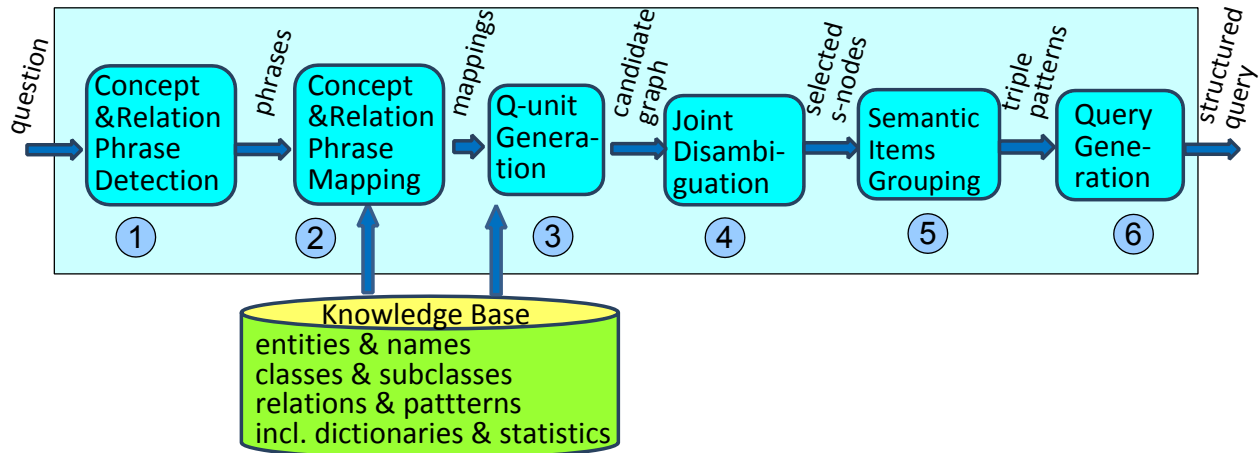 question
Concept
&Relation
Phrase
Detection
1
phrases
Concept
&Relation
Phrase
Mapping
2
mappings
Q-unit
Genera-
tion
3
candidate
graph
Joint
Disambi-
guation
4
selected
s-nodes
Semantic
Items
Grouping
5
triple
patterns
Query
Gene-
ration
6
structured
query
Knowledge Base
entities & names
classes & subclasses
relations & pattterns
incl. dictionaries & statistics